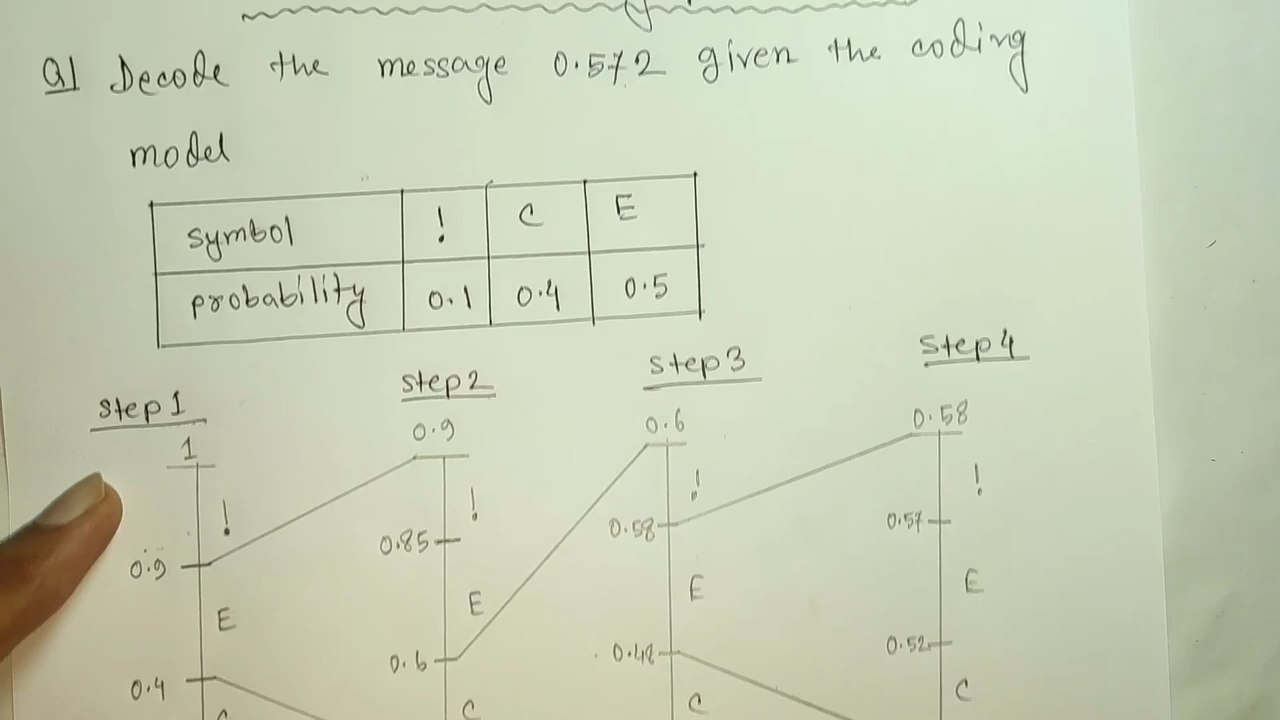 Q1 Decode the message 0.572 given the coding
model
symbol ! C E
probability 0.1 0.4 0.5
step 1 step 2 step 3 step 4
1 0.9 0.6 0.58
! ! ! !
0.9 0.85 0.58 0.57
E E E E
0.4 0.6 0.48 0.52
C C C C